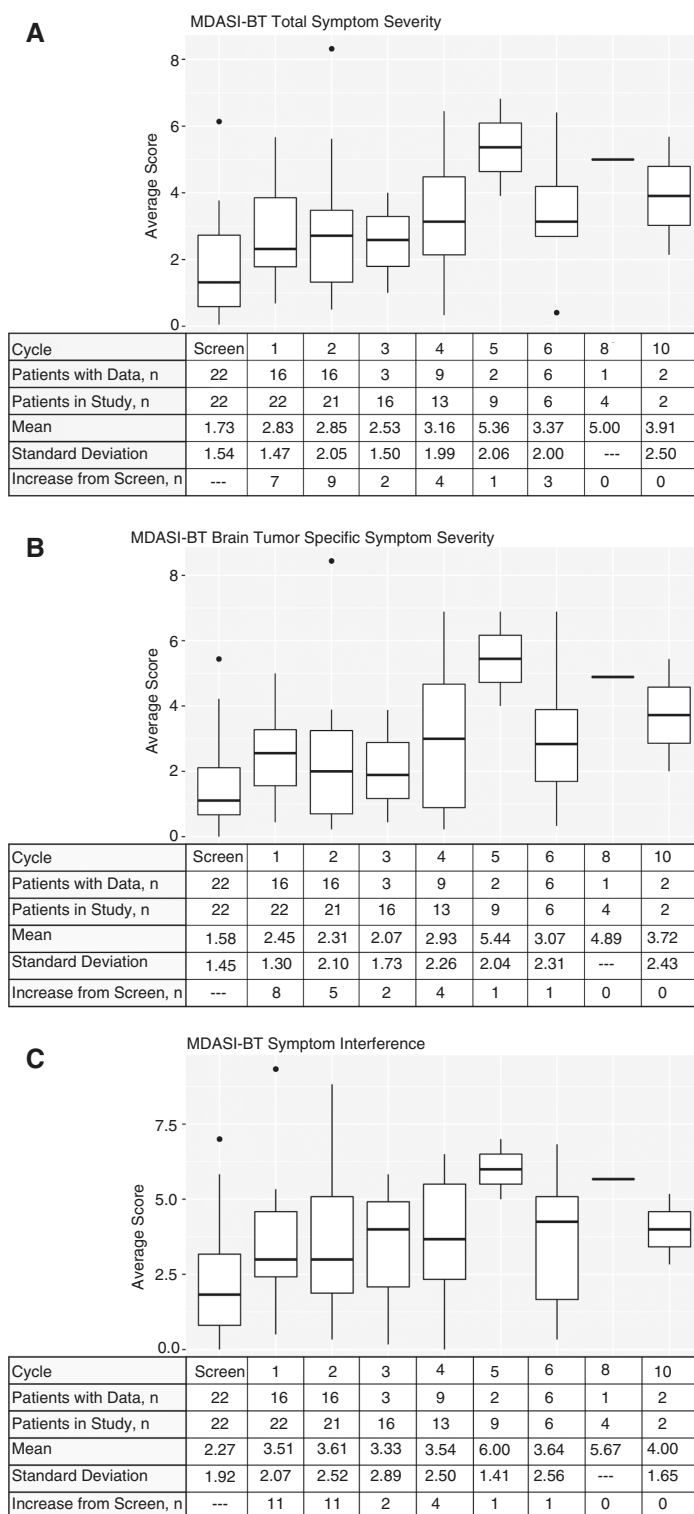 A
MDASI-BT Total Symptom Severity
Average Score
8
6
4
2
0
Cycle Screen 1 2 3 4 5 6 8 10
Patients with Data, n 22 16 16 3 9 2 6 1 2
Patients in Study, n 22 22 21 16 13 9 6 4 2
Mean 1.73 2.83 2.85 2.53 3.16 5.36 3.37 5.00 3.91
Standard Deviation 1.54 1.47 2.05 1.50 1.99 2.06 2.00 --- 2.50
Increase from Screen, n --- 7 9 2 4 1 3 0 0
B
MDASI-BT Brain Tumor Specific Symptom Severity
Average Score
8
6
4
2
0
Cycle Screen 1 2 3 4 5 6 8 10
Patients with Data, n 22 16 16 3 9 2 6 1 2
Patients in Study, n 22 22 21 16 13 9 6 4 2
Mean 1.58 2.45 2.31 2.07 2.93 5.44 3.07 4.89 3.72
Standard Deviation 1.45 1.30 2.10 1.73 2.26 2.04 2.31 --- 2.43
Increase from Screen, n --- 8 5 2 4 1 1 0 0
C
MDASI-BT Symptom Interference
Average Score
7.5
5.0
2.5
0.0
Cycle Screen 1 2 3 4 5 6 8 10
Patients with Data, n 22 16 16 3 9 2 6 1 2
Patients in Study, n 22 22 21 16 13 9 6 4 2
Mean 2.27 3.51 3.61 3.33 3.54 6.00 3.64 5.67 4.00
Standard Deviation 1.92 2.07 2.52 2.89 2.50 1.41 2.56 --- 1.65
Increase from Screen, n --- 11 11 2 4 1 1 0 0